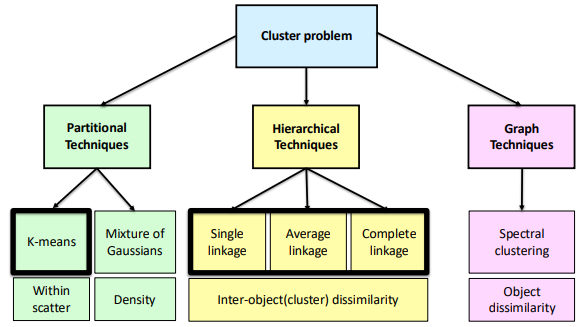 Cluster problem
Partitional
Techniques
Hierarchical
Techniques
Graph
Techniques
K-means
Mixture of
Gaussians
Single
linkage
Average
linkage
Complete
linkage
Spectral
clustering
Within
scatter
Density
Inter-object(cluster) dissimilarity
Object
dissimilarity